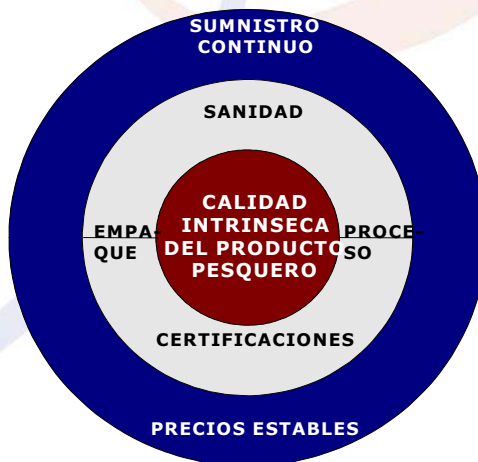 SUMNISTRO
CONTINUO
SANIDAD
CALIDAD
INTRINSECA
DEL PRODUCTO
PESQUERO
EMPA-
QUE
PROCE-
SO
CERTIFICACIONES
PRECIOS ESTABLES